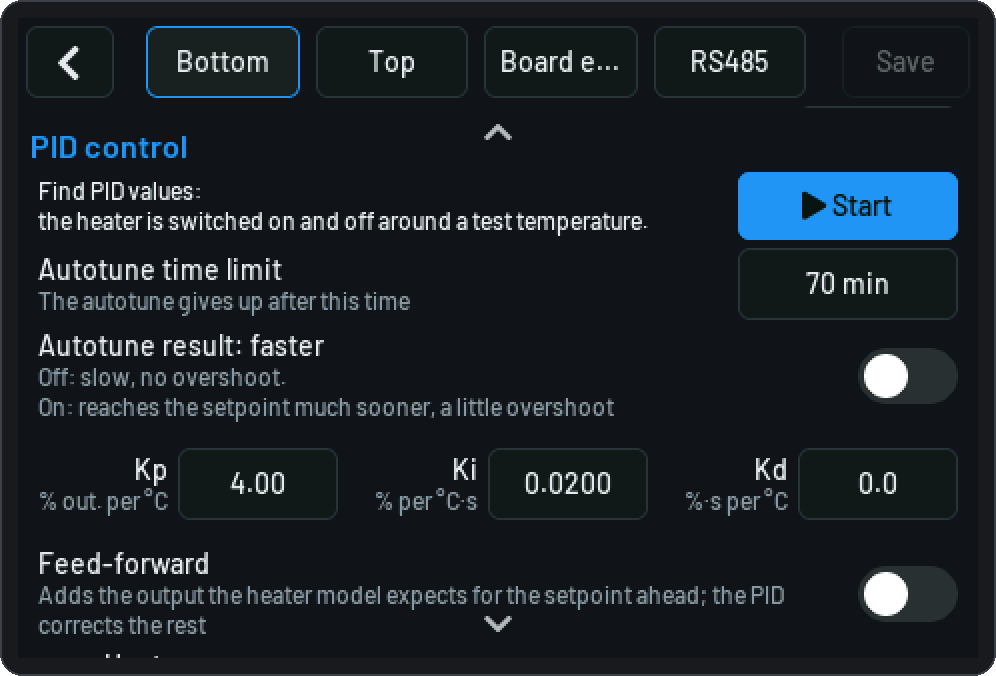 Bottom
Top
Board e...
RS485
Save
PID control
Find PID values:
the heater is switched on and off around a test temperature.
Start
Autotune time limit
The autotune gives up after this time
70 min
Autotune result: faster
Off: slow, no overshoot.
On: reaches the setpoint much sooner, a little overshoot
Kp
% out. per °C
4.00
Ki
% per °C·s
0.0200
Kd
%·s per °C
0.0
Feed-forward
Adds the output the heater model expects for the setpoint ahead; the PID
corrects the rest